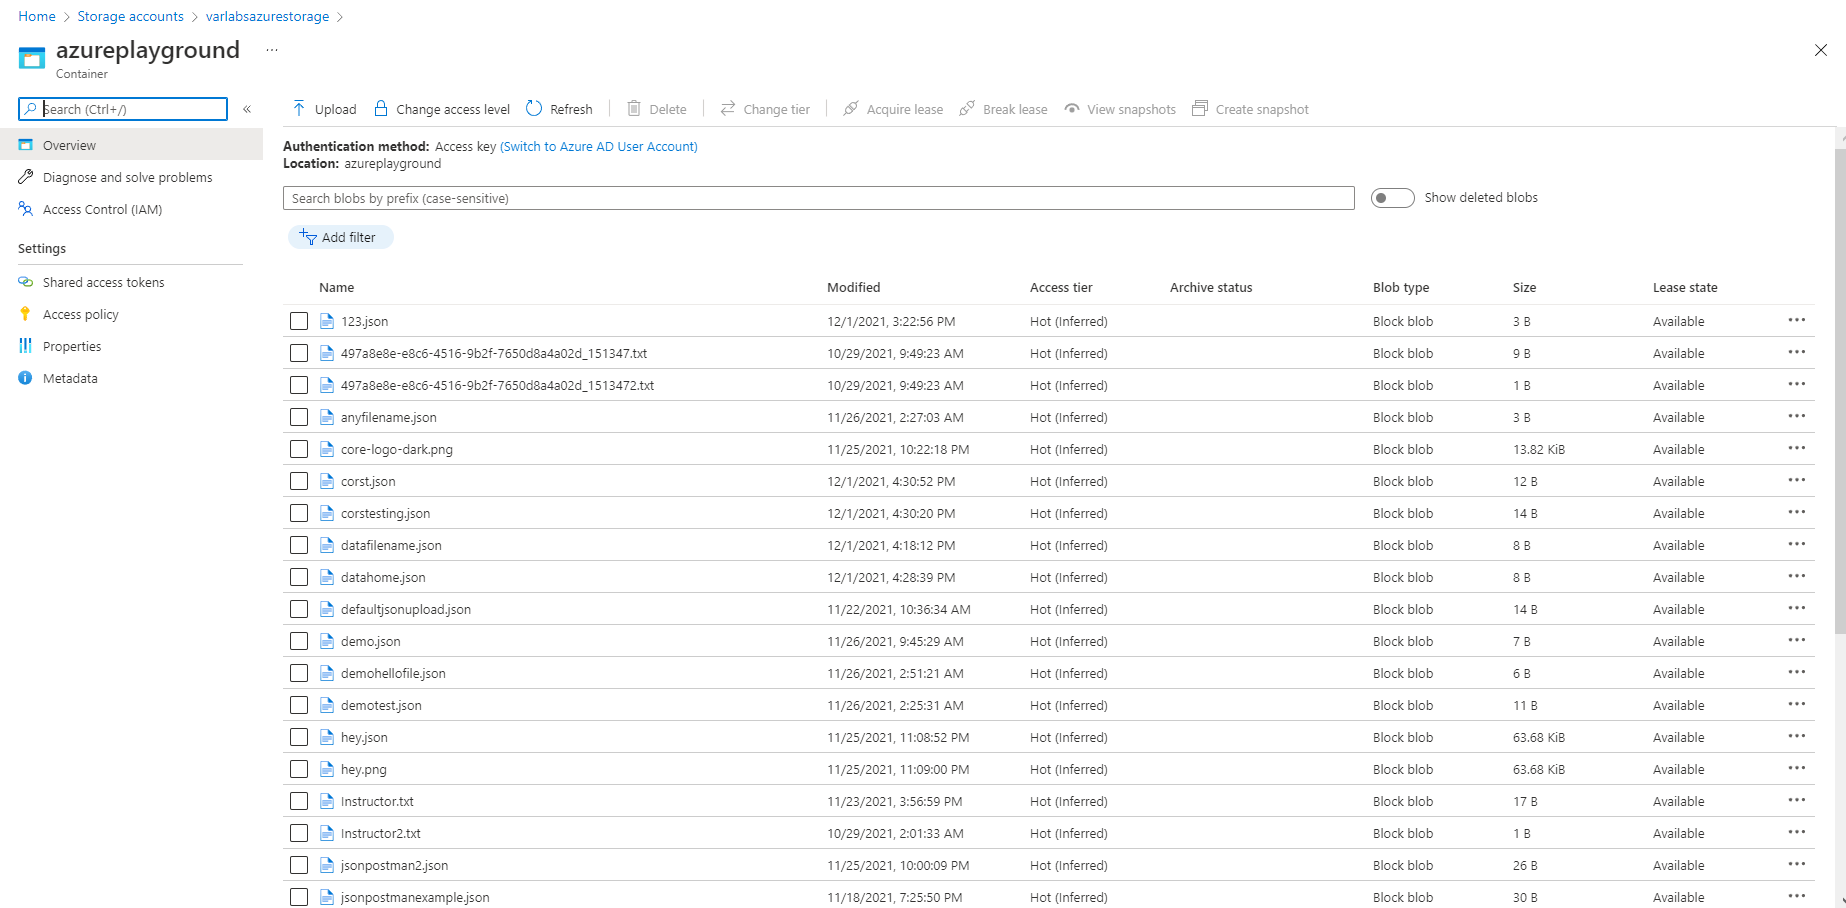 Home > Storage accounts > varlabsazurestorage >
azureplayground ...
Container
Search (Ctrl+/) «
Overview
Diagnose and solve problems
Access Control (IAM)
Settings
Shared access tokens
Access policy
Properties
Metadata
Upload Change access level Refresh Delete Change tier Acquire lease Break lease View snapshots Create snapshot
Authentication method: Access key (Switch to Azure AD User Account)
Location: azureplayground
Search blobs by prefix (case-sensitive) Show deleted blobs
Add filter
Name Modified Access tier Archive status Blob type Size Lease state
123.json 12/1/2021, 3:22:56 PM Hot (Inferred) Block blob 3 B Available ...
497a8e8e-e8c6-4516-9b2f-7650d8a4a02d_151347.txt 10/29/2021, 9:49:23 AM Hot (Inferred) Block blob 9 B Available ...
497a8e8e-e8c6-4516-9b2f-7650d8a4a02d_1513472.txt 10/29/2021, 9:49:23 AM Hot (Inferred) Block blob 1 B Available ...
anyfilename.json 11/26/2021, 2:27:03 AM Hot (Inferred) Block blob 3 B Available ...
core-logo-dark.png 11/25/2021, 10:22:18 PM Hot (Inferred) Block blob 13.82 KiB Available ...
corst.json 12/1/2021, 4:30:52 PM Hot (Inferred) Block blob 12 B Available ...
corstesting.json 12/1/2021, 4:30:20 PM Hot (Inferred) Block blob 14 B Available ...
datafilename.json 12/1/2021, 4:18:12 PM Hot (Inferred) Block blob 8 B Available ...
datahome.json 12/1/2021, 4:28:39 PM Hot (Inferred) Block blob 8 B Available ...
defaultjsonupload.json 11/22/2021, 10:36:34 AM Hot (Inferred) Block blob 14 B Available ...
demo.json 11/26/2021, 9:45:29 AM Hot (Inferred) Block blob 7 B Available ...
demohellofile.json 11/26/2021, 2:51:21 AM Hot (Inferred) Block blob 6 B Available ...
demotest.json 11/26/2021, 2:25:31 AM Hot (Inferred) Block blob 11 B Available ...
hey.json 11/25/2021, 11:08:52 PM Hot (Inferred) Block blob 63.68 KiB Available ...
hey.png 11/25/2021, 11:09:00 PM Hot (Inferred) Block blob 63.68 KiB Available ...
Instructor.txt 11/23/2021, 3:56:59 PM Hot (Inferred) Block blob 17 B Available ...
Instructor2.txt 10/29/2021, 2:01:33 AM Hot (Inferred) Block blob 1 B Available ...
jsonpostman2.json 11/25/2021, 10:00:09 PM Hot (Inferred) Block blob 26 B Available ...
jsonpostmanexample.json 11/18/2021, 7:25:50 PM Hot (Inferred) Block blob 30 B Available ...